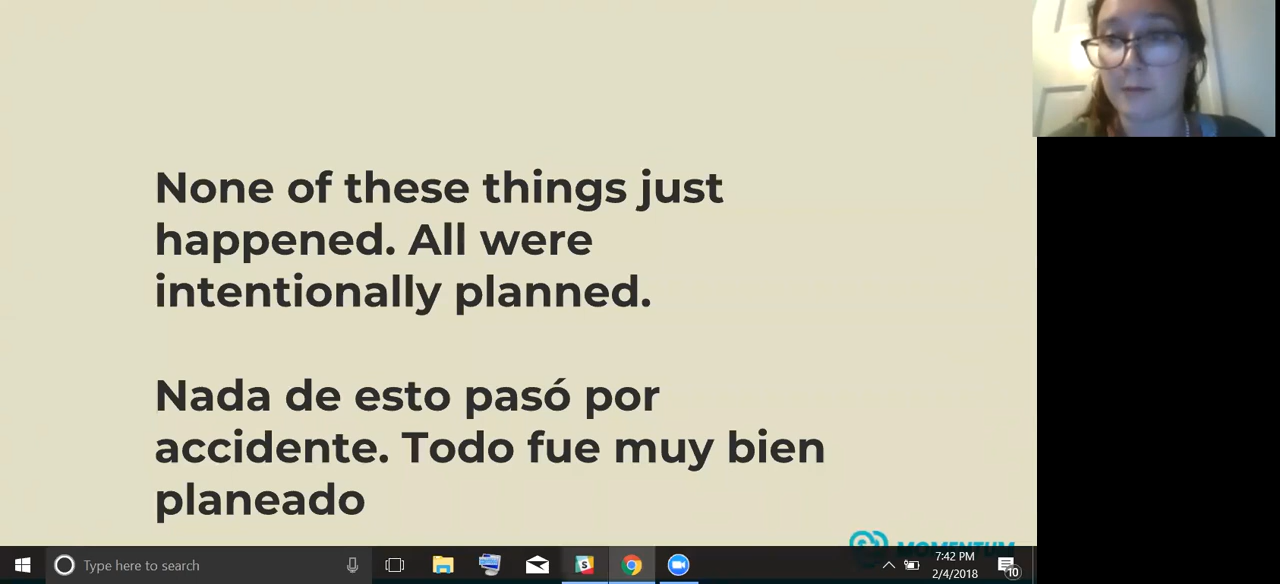 None of these things just
happened. All were
intentionally planned.
Nada de esto pasó por
accidente. Todo fue muy bien
planeado
MOMENTUM
Type here to search
7:42 PM
2/4/2018
10